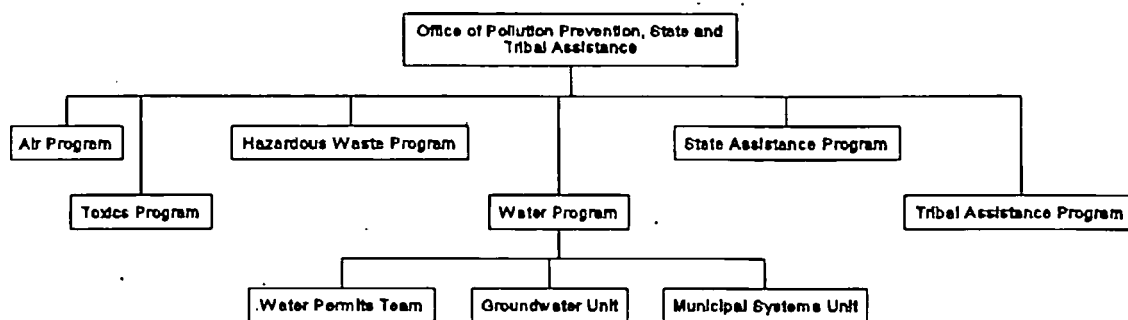 Office of Pollution Prevention, State and
Tribal Assistance
Air Program
Hazardous Waste Program
State Assistance Program
Toxics Program
Water Program
Tribal Assistance Program
Water Permits Team
Groundwater Unit
Municipal Systems Unit